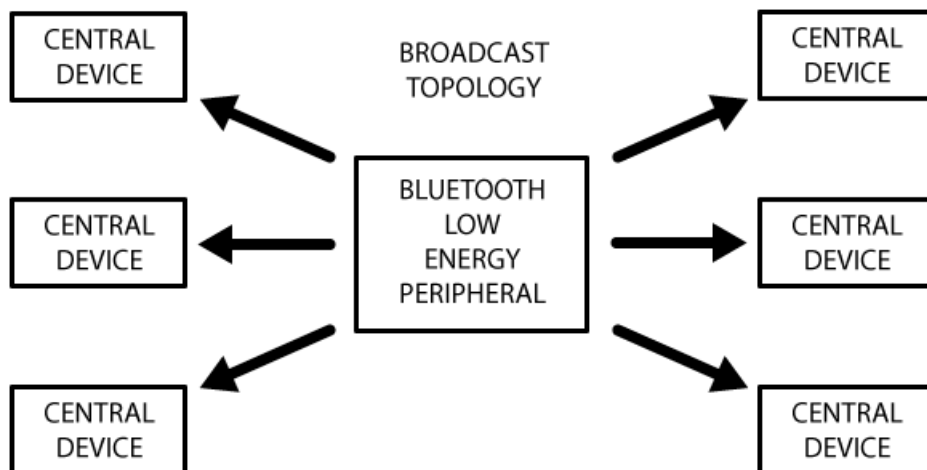 CENTRAL
DEVICE
BROADCAST
TOPOLOGY
CENTRAL
DEVICE
CENTRAL
DEVICE
BLUETOOTH
LOW
ENERGY
PERIPHERAL
CENTRAL
DEVICE
CENTRAL
DEVICE
CENTRAL
DEVICE